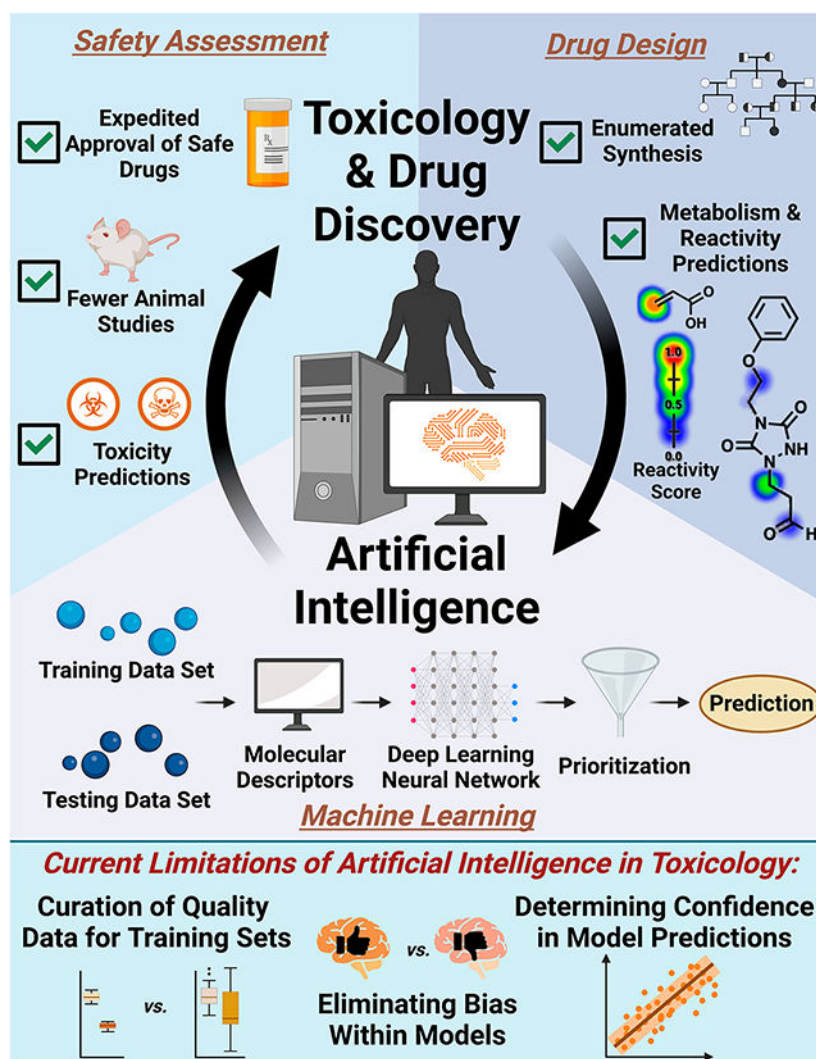 Safety Assessment
Drug Design
Expedited
Approval of Safe
Drugs
Rx
Toxicology
& Drug
Discovery
Enumerated
Synthesis
Metabolism &
Reactivity
Predictions
Fewer Animal
Studies
Toxicity
Predictions
O
OH
1.0
0.5
0.0
Reactivity
Score
O
O
N
O
NH
N
O
H
Artificial
Intelligence
Training Data Set
Testing Data Set
Molecular
Descriptors
Deep Learning
Neural Network
Prioritization
Prediction
Machine Learning
Current Limitations of Artificial Intelligence in Toxicology:
Curation of Quality
Data for Training Sets
vs.
vs.
Eliminating Bias
Within Models
Determining Confidence
in Model Predictions